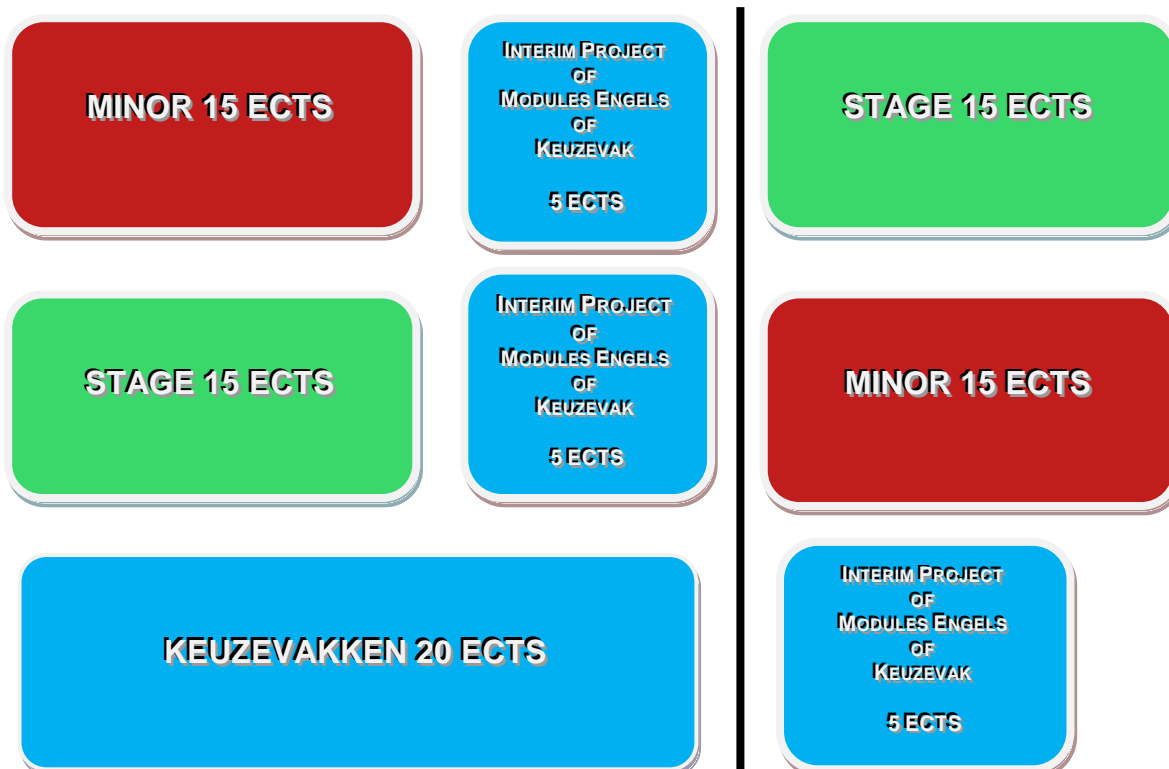 MINOR 15 ECTS
INTERIM PROJECT
OF
MODULES ENGELS
OF
KEUZEVAK
5 ECTS
STAGE 15 ECTS
STAGE 15 ECTS
INTERIM PROJECT
OF
MODULES ENGELS
OF
KEUZEVAK
5 ECTS
MINOR 15 ECTS
KEUZEVAKKEN 20 ECTS
INTERIM PROJECT
OF
MODULES ENGELS
OF
KEUZEVAK
5 ECTS